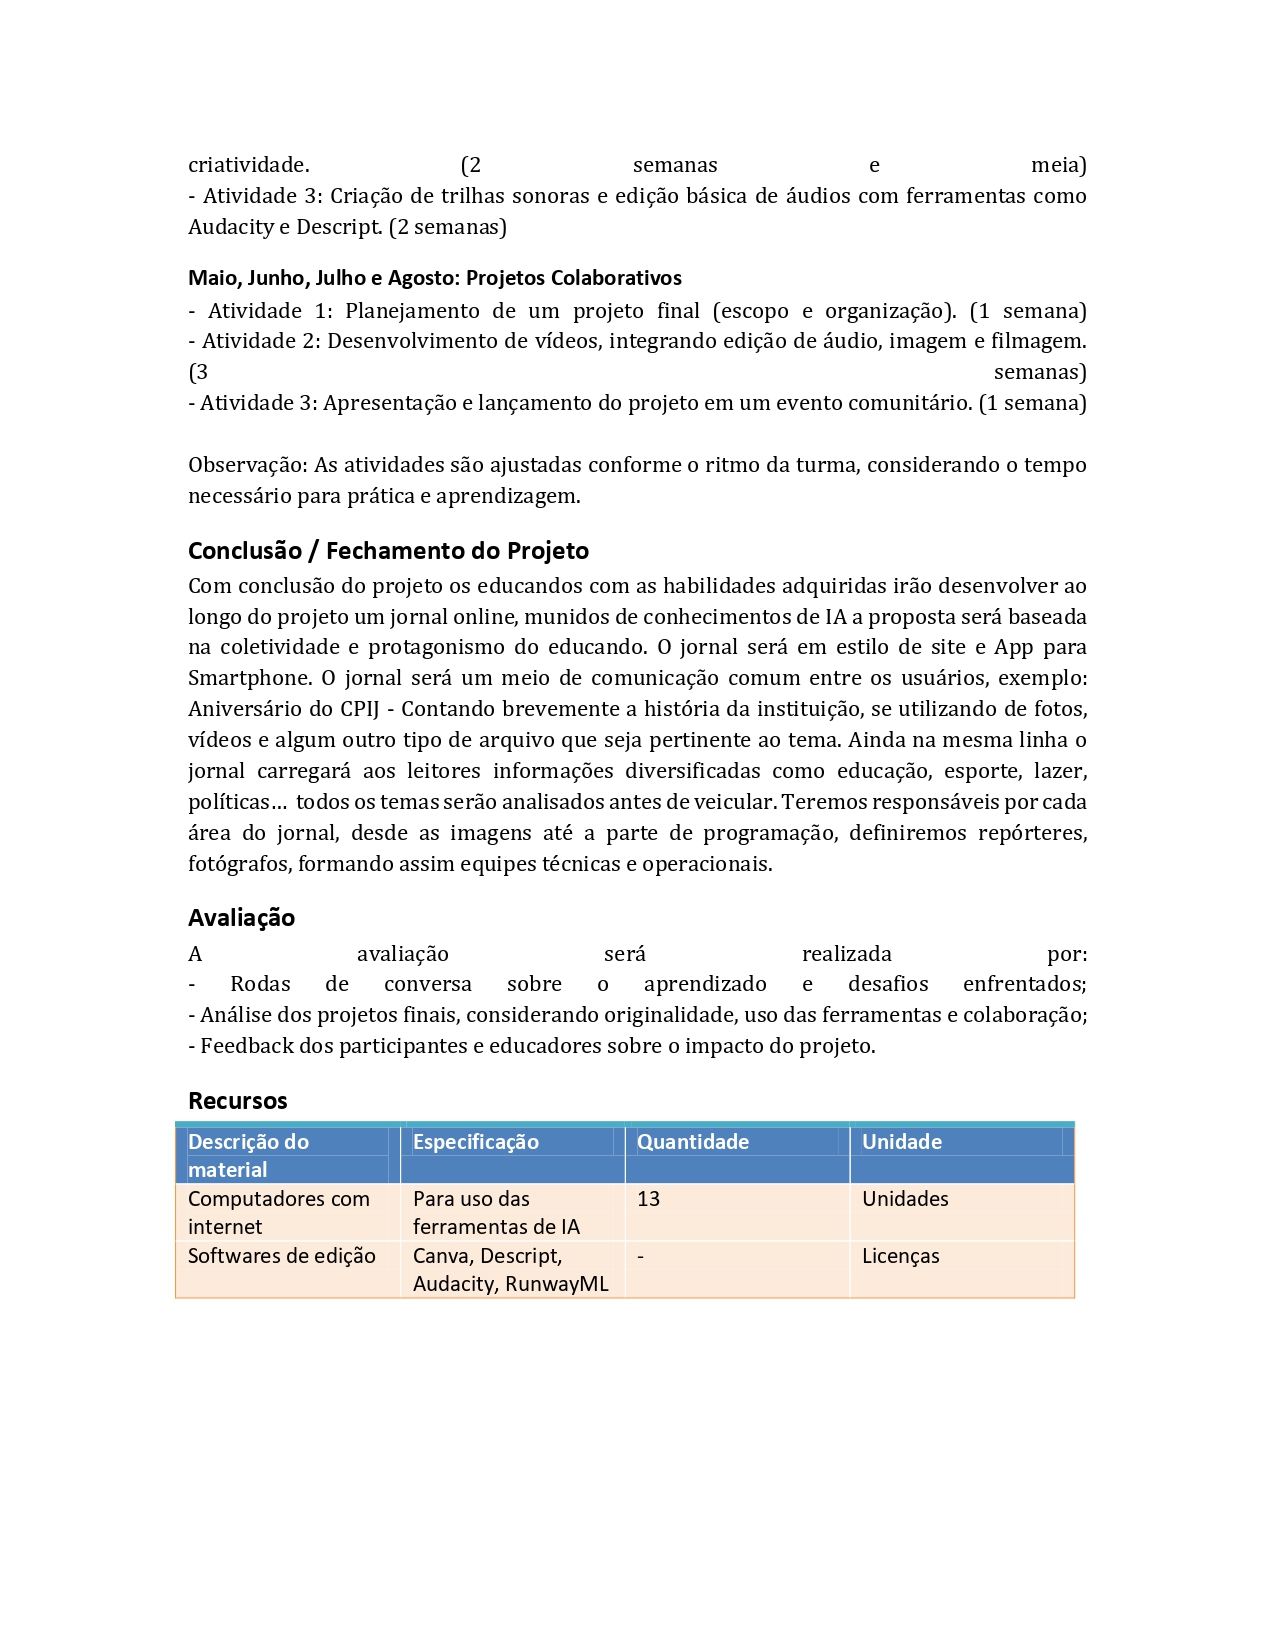 criatividade. (2 semanas e meia)
- Atividade 3: Criação de trilhas sonoras e edição básica de áudios com ferramentas como
Audacity e Descript. (2 semanas)
Maio, Junho, Julho e Agosto: Projetos Colaborativos
- Atividade 1: Planejamento de um projeto final (escopo e organização). (1 semana)
- Atividade 2: Desenvolvimento de vídeos, integrando edição de áudio, imagem e filmagem.
(3 semanas)
- Atividade 3: Apresentação e lançamento do projeto em um evento comunitário. (1 semana)
Observação: As atividades são ajustadas conforme o ritmo da turma, considerando o tempo
necessário para prática e aprendizagem.
Conclusão / Fechamento do Projeto
Com conclusão do projeto os educandos com as habilidades adquiridas irão desenvolver ao
longo do projeto um jornal online, munidos de conhecimentos de IA a proposta será baseada
na coletividade e protagonismo do educando. O jornal será em estilo de site e App para
Smartphone. O jornal será um meio de comunicação comum entre os usuários, exemplo:
Aniversário do CPIJ - Contando brevemente a história da instituição, se utilizando de fotos,
vídeos e algum outro tipo de arquivo que seja pertinente ao tema. Ainda na mesma linha o
jornal carregará aos leitores informações diversificadas como educação, esporte, lazer,
políticas… todos os temas serão analisados antes de veicular. Teremos responsáveis por cada
área do jornal, desde as imagens até a parte de programação, definiremos repórteres,
fotógrafos, formando assim equipes técnicas e operacionais.
Avaliação
A avaliação será realizada por:
- Rodas de conversa sobre o aprendizado e desafios enfrentados;
- Análise dos projetos finais, considerando originalidade, uso das ferramentas e colaboração;
- Feedback dos participantes e educadores sobre o impacto do projeto.
Recursos
Descrição do Especificação Quantidade Unidade
material
Computadores com Para uso das 13 Unidades
internet ferramentas de IA
Softwares de edição Canva, Descript, - Licenças
Audacity, RunwayML